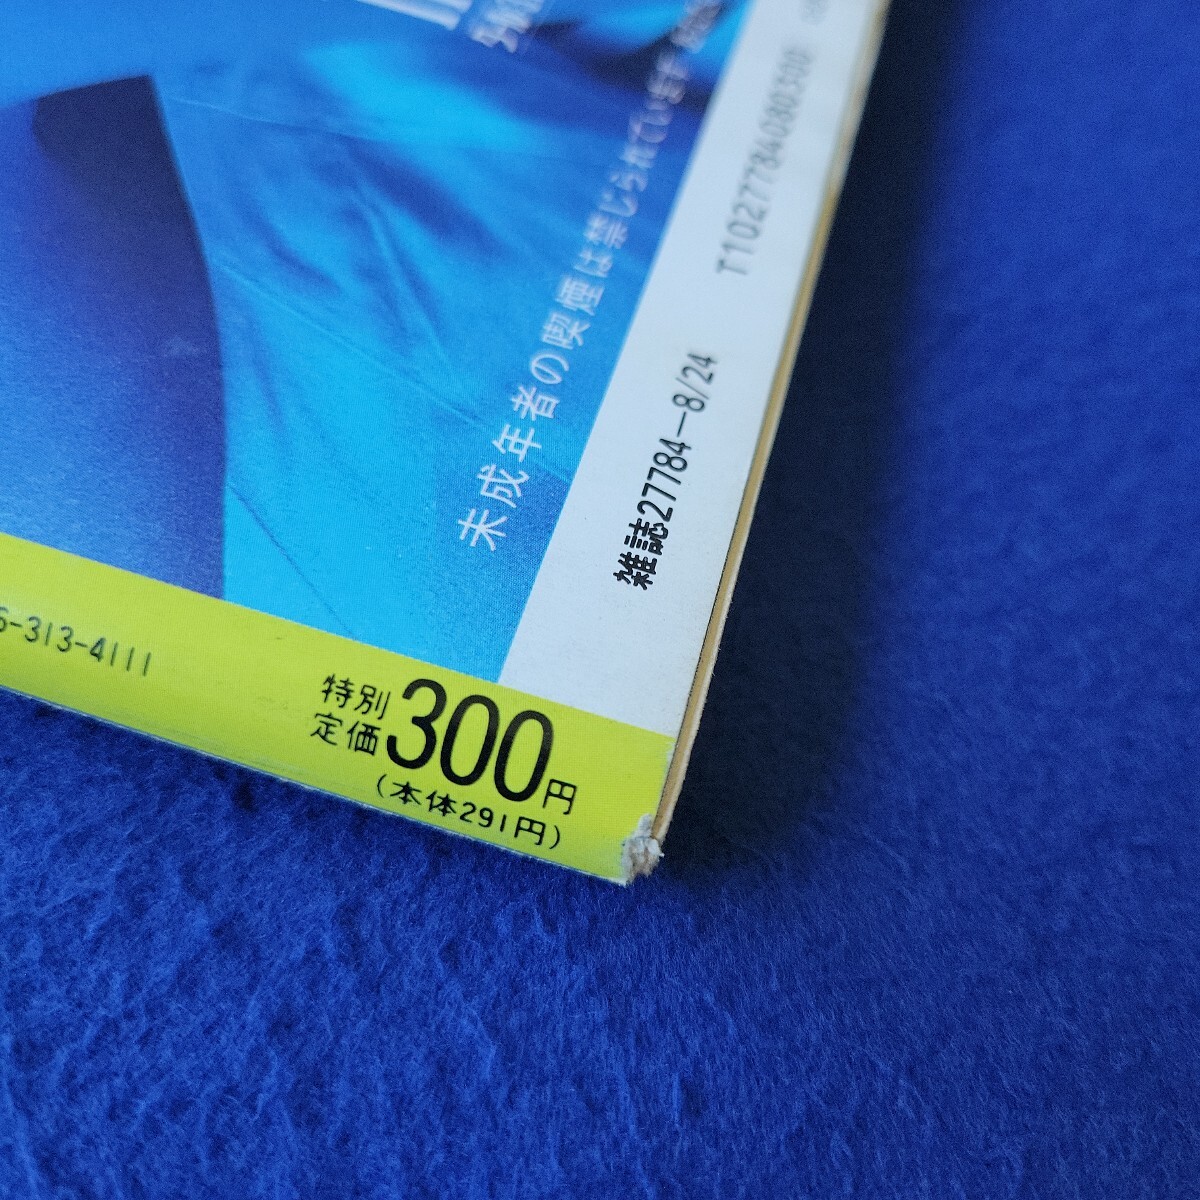 未成年者の喫煙は禁じられています
T1027784080300
雑誌27784-8/24
6-313-4111
特別
定価300円
(本体291円)